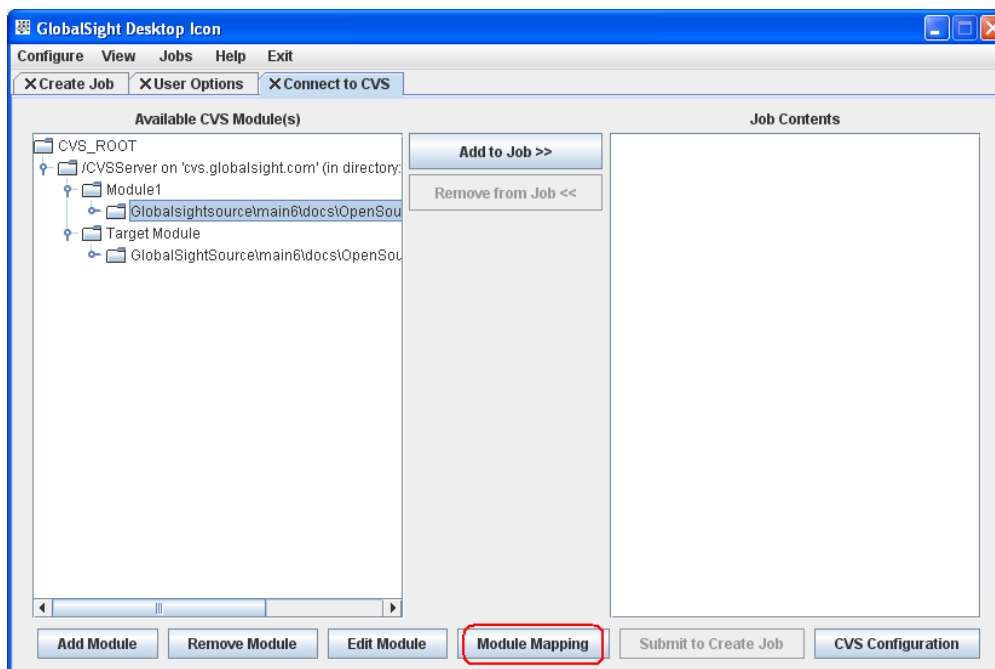 GlobalSight Desktop Icon
Configure View Jobs Help Exit
Create Job User Options Connect to CVS
Available CVS Module(s) Job Contents
CVS_ROOT
/CVSServer on 'cvs.globalsight.com' (in directory:
Module1
Globalsightsource\main6\docs\OpenSou
Target Module
GlobalSightSource\main6\docs\OpenSou
Add to Job >>
Remove from Job <<
Add Module Remove Module Edit Module Module Mapping Submit to Create Job CVS Configuration